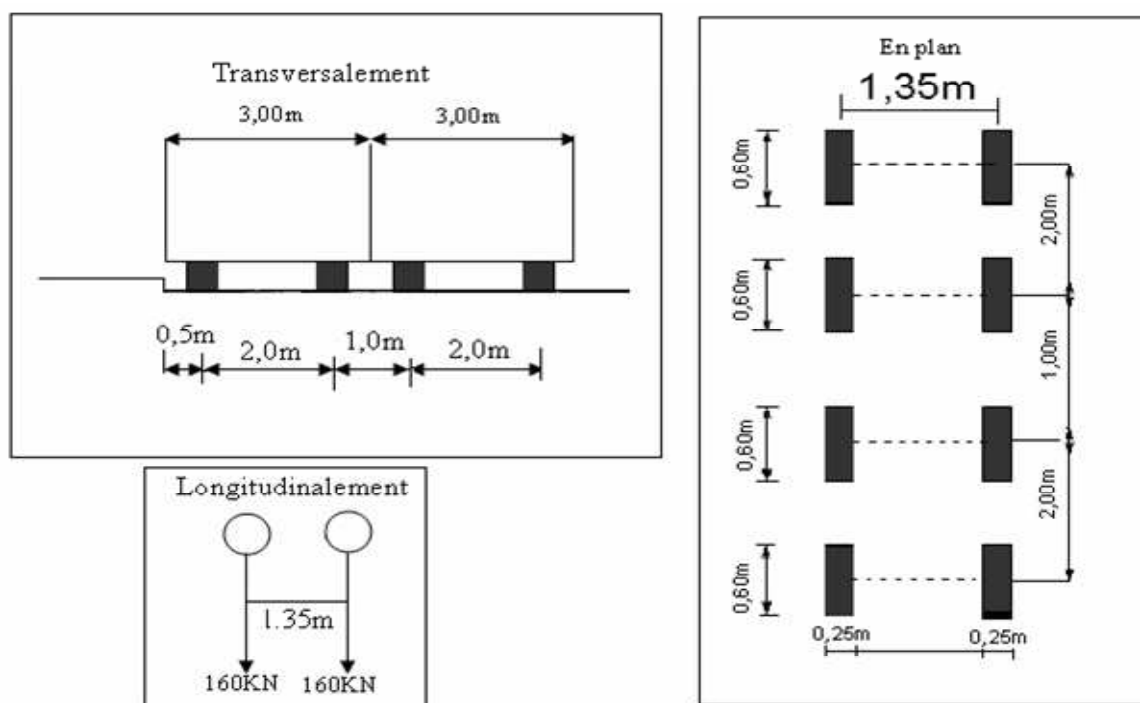 Transversalement
3,00m 3,00m
0,5m 2,0m 1,0m 2,0m
Longitudinalement
1.35m
160KN 160KN
En plan
1,35m
0,60m
2,00m
0,60m
1,00m
0,60m
2,00m
0,60m
0,25m 0,25m